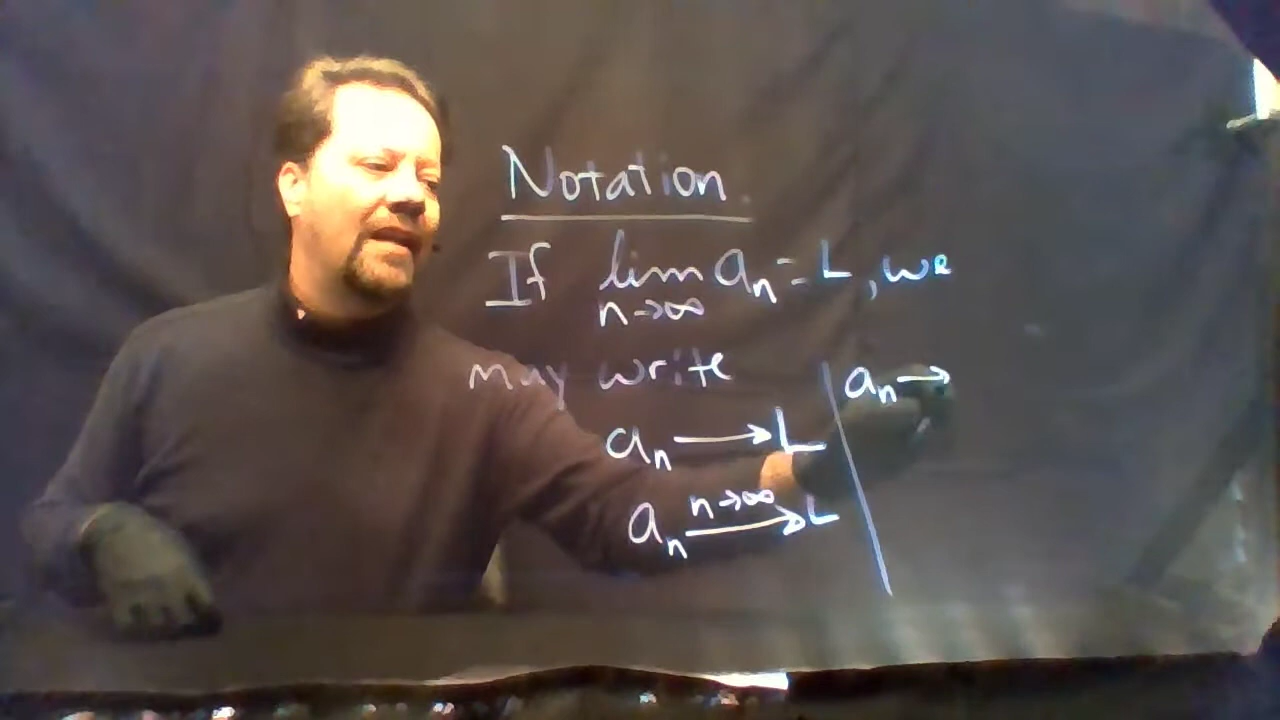 Notation.
If lim a_n = L, we
n→∞
may write
a_n → L
a_n n→∞ → L
a_n →